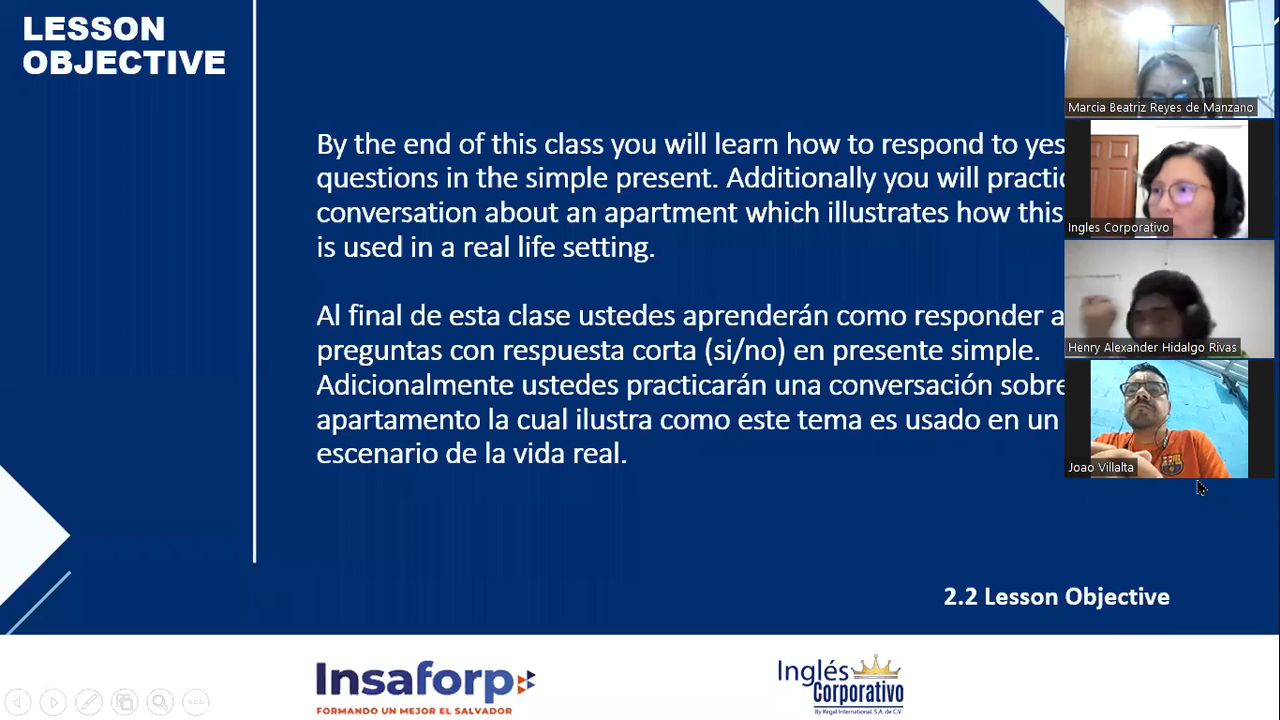 LESSON
OBJECTIVE
By the end of this class you will learn how to respond to yes
questions in the simple present. Additionally you will practic
conversation about an apartment which illustrates how this
is used in a real life setting.
Al final de esta clase ustedes aprenderán como responder a
preguntas con respuesta corta (si/no) en presente simple.
Adicionalmente ustedes practicarán una conversación sobre
apartamento la cual ilustra como este tema es usado en un
escenario de la vida real.
Marcia Beatriz Reyes de Manzano
Ingles Corporativo
Henry Alexander Hidalgo Rivas
Joao Villalta
2.2 Lesson Objective
Insaforp
FORMANDO UN MEJOR EL SALVADOR
Inglés
Corporativo
By Regal International, S.A. de C.V.